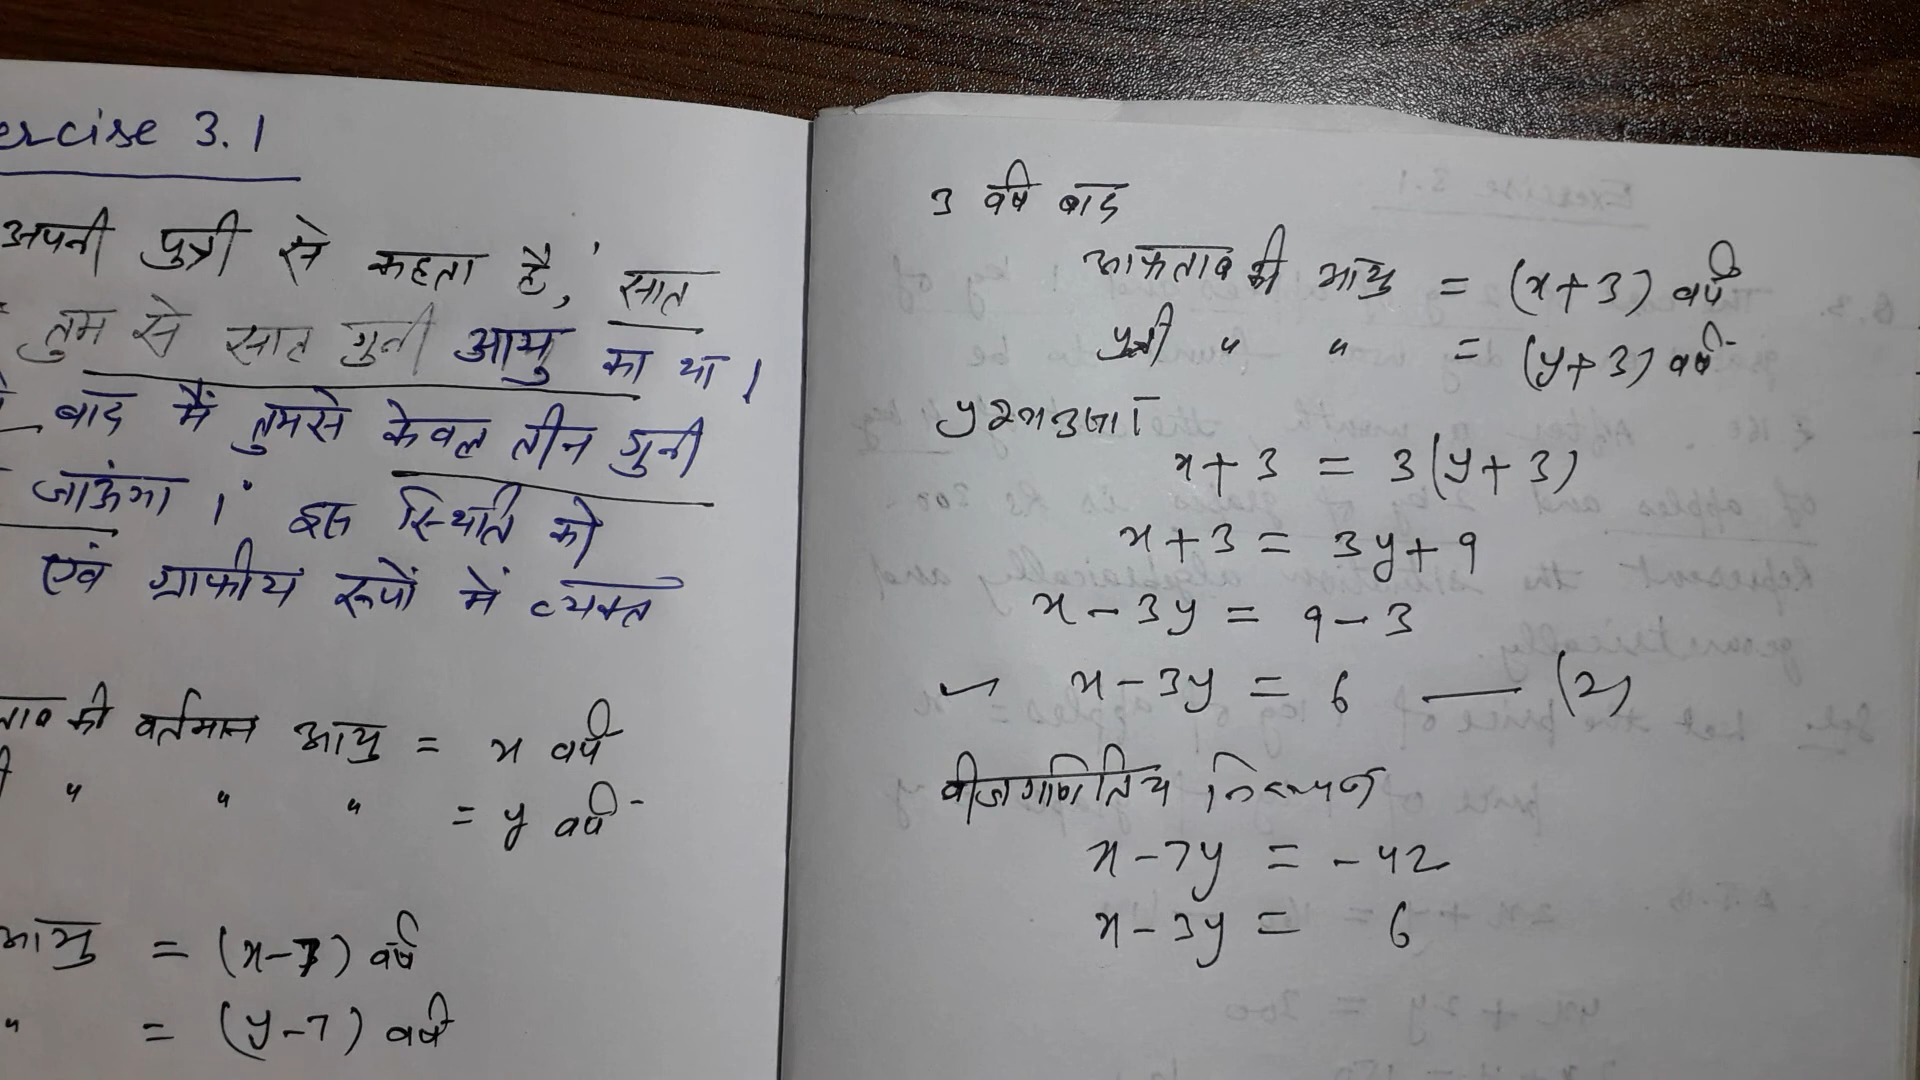 ercise 3.1
अपनी पुत्री से कहता है, 'सात
तुम से सात गुनी आयु का था।
बाद मैं तुमसे केवल तीन गुनी
जाऊंगा।' इस स्थिति को
एवं ग्राफीय रूपों में व्यक्त
ताब की वर्तमान आयु = x वर्ष
" " " = y वर्ष
आयु = (x-7) वर्ष
" = (y-7) वर्ष
3 वर्ष बाद
आफताब की आयु = (x+3) वर्ष
पुत्री " " = (y+3) वर्ष
x+3 = 3(y+3)
x+3 = 3y+9
x-3y = 9-3
✓ x-3y = 6 — (2)
बीजगणितिय निरूपण
x-7y = -42
x-3y = 6